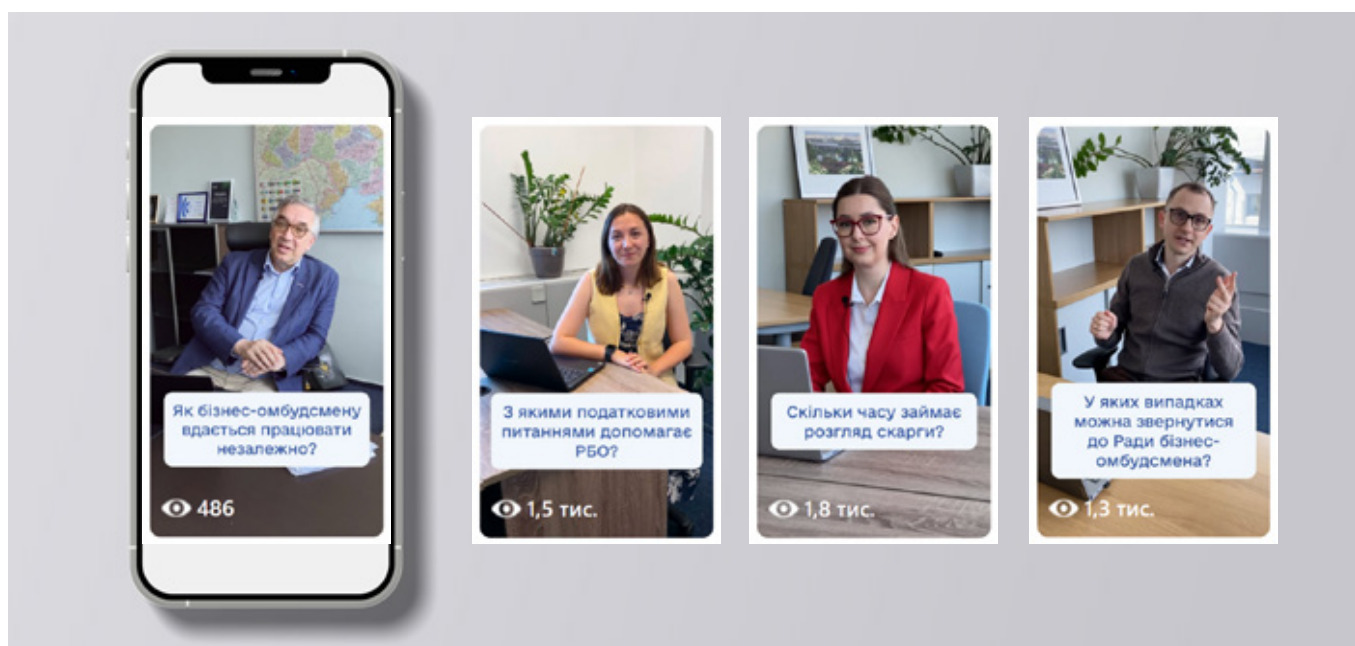 Як бізнес-омбудсмену
вдається працювати
незалежно?
486
З якими податковими
питаннями допомагає
РБО?
1,5 тис.
Скільки часу займає
розгляд скарги?
1,8 тис.
У яких випадках
можна звернутися
до Ради бізнес-
омбудсмена?
1,3 тис.